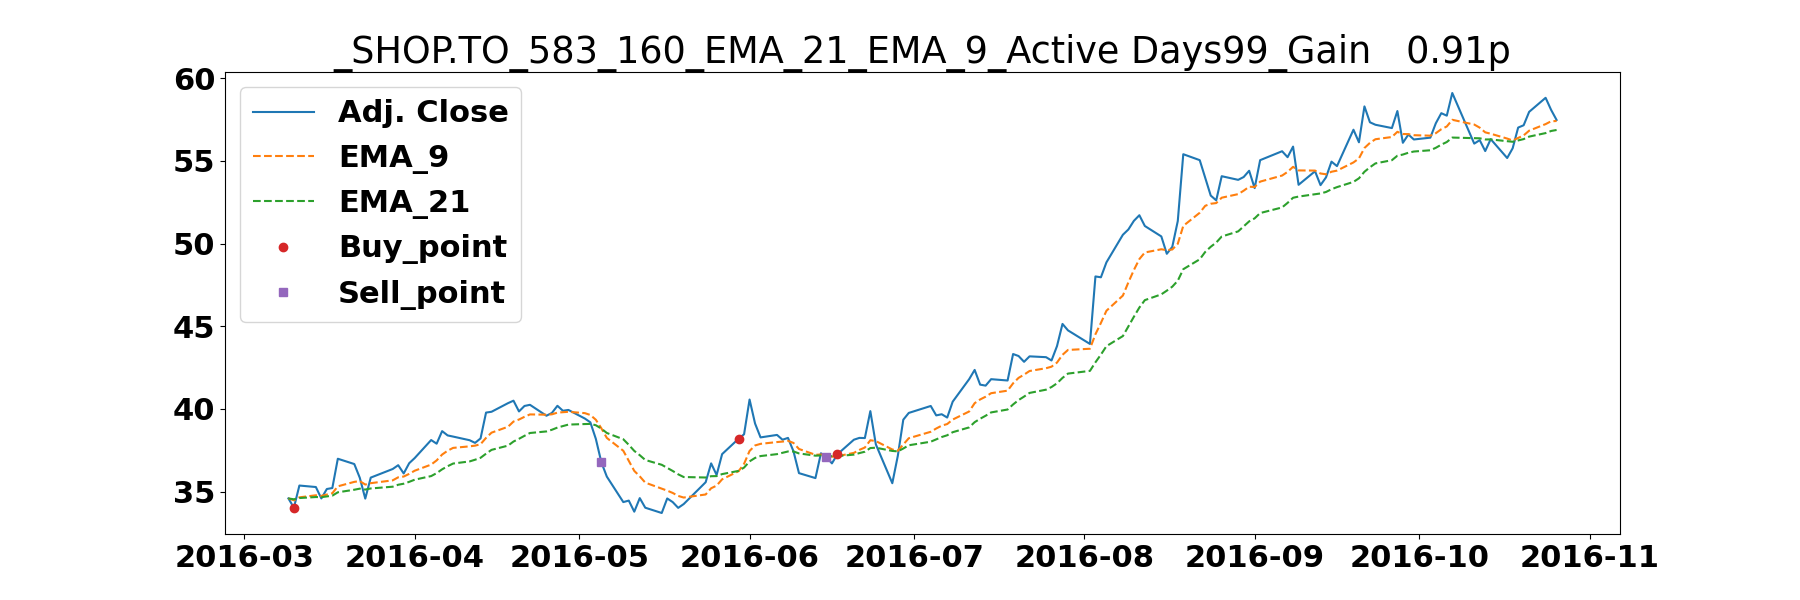 _SHOP.TO_583_160_EMA_21_EMA_9_Active Days99_Gain   0.91p
60
55
50
45
40
35
Adj. Close
EMA_9
EMA_21
Buy_point
Sell_point
2016-03 2016-04 2016-05 2016-06 2016-07 2016-08 2016-09 2016-10 2016-11